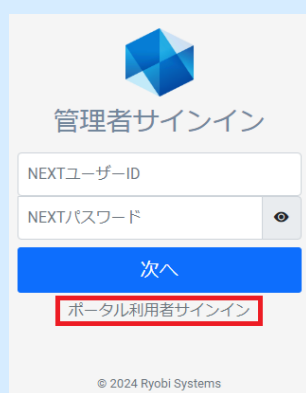 管理者サインイン
NEXTユーザーID
NEXTパスワード
次へ
ポータル利用者サインイン
© 2024 Ryobi Systems